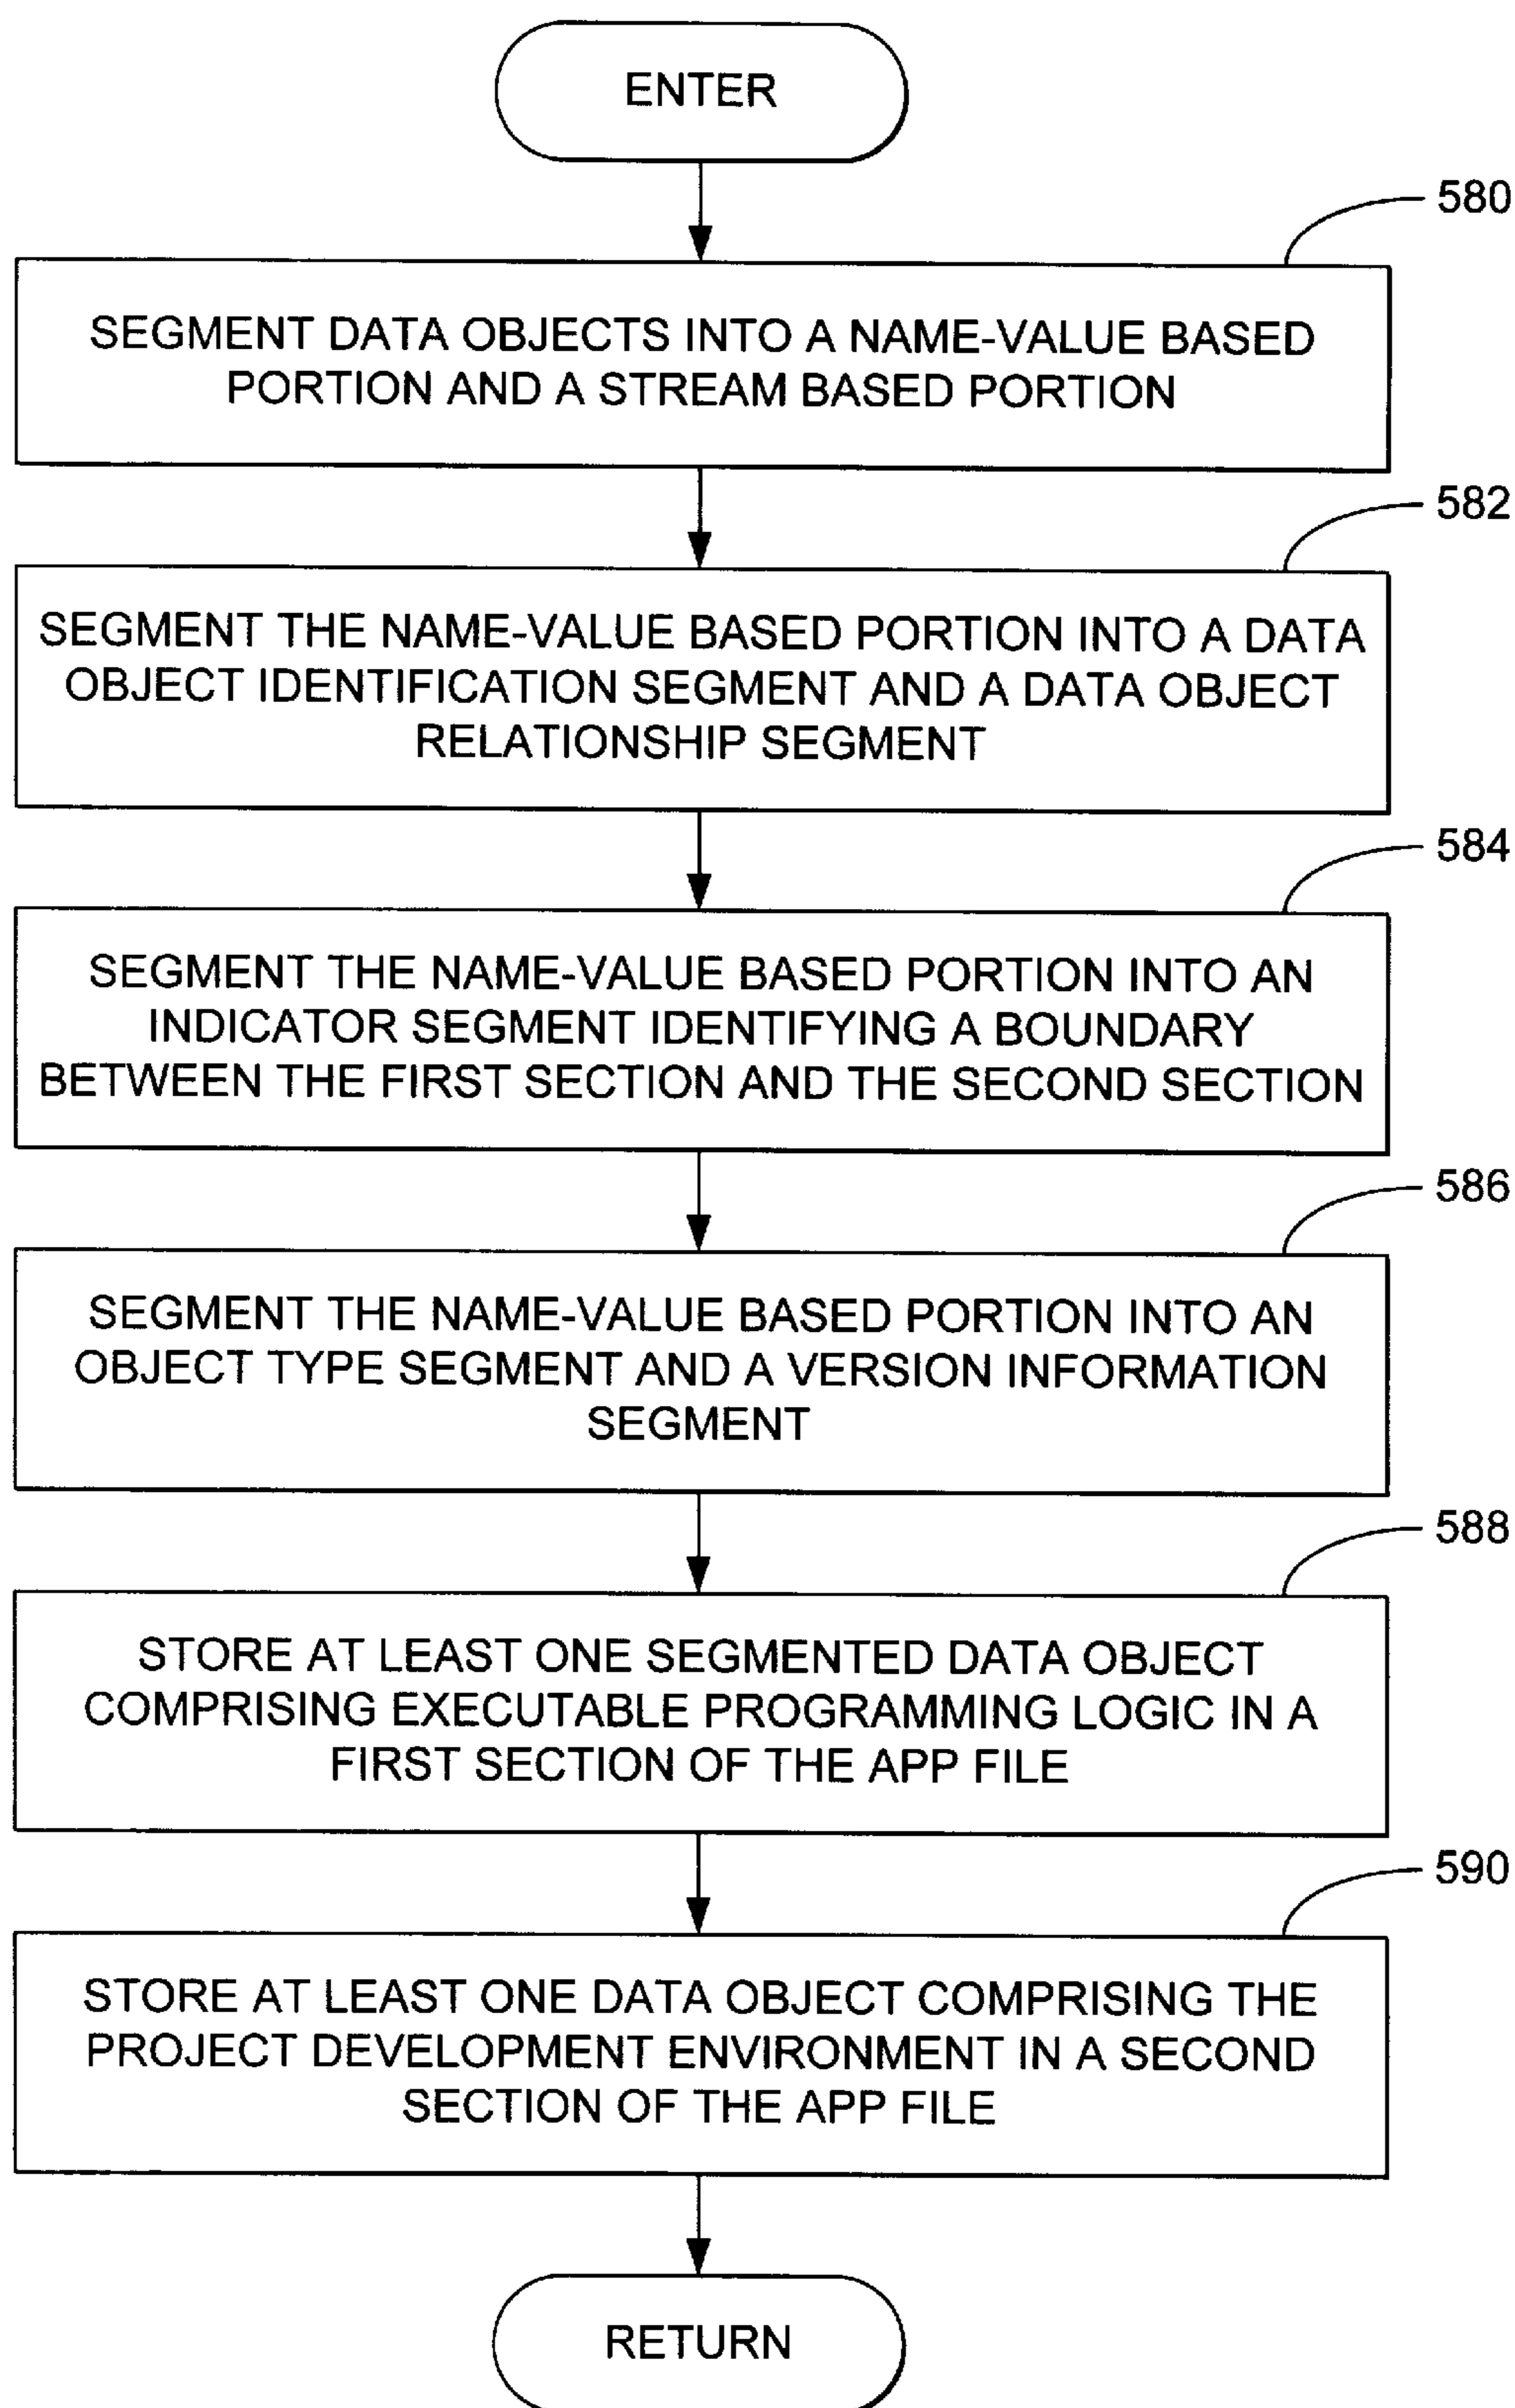 ENTER
580
SEGMENT DATA OBJECTS INTO A NAME-VALUE BASED
PORTION AND A STREAM BASED PORTION
582
SEGMENT THE NAME-VALUE BASED PORTION INTO A DATA
OBJECT IDENTIFICATION SEGMENT AND A DATA OBJECT
RELATIONSHIP SEGMENT
584
SEGMENT THE NAME-VALUE BASED PORTION INTO AN
INDICATOR SEGMENT IDENTIFYING A BOUNDARY
BETWEEN THE FIRST SECTION AND THE SECOND SECTION
586
SEGMENT THE NAME-VALUE BASED PORTION INTO AN
OBJECT TYPE SEGMENT AND A VERSION INFORMATION
SEGMENT
588
STORE AT LEAST ONE SEGMENTED DATA OBJECT
COMPRISING EXECUTABLE PROGRAMMING LOGIC IN A
FIRST SECTION OF THE APP FILE
590
STORE AT LEAST ONE DATA OBJECT COMPRISING THE
PROJECT DEVELOPMENT ENVIRONMENT IN A SECOND
SECTION OF THE APP FILE
RETURN